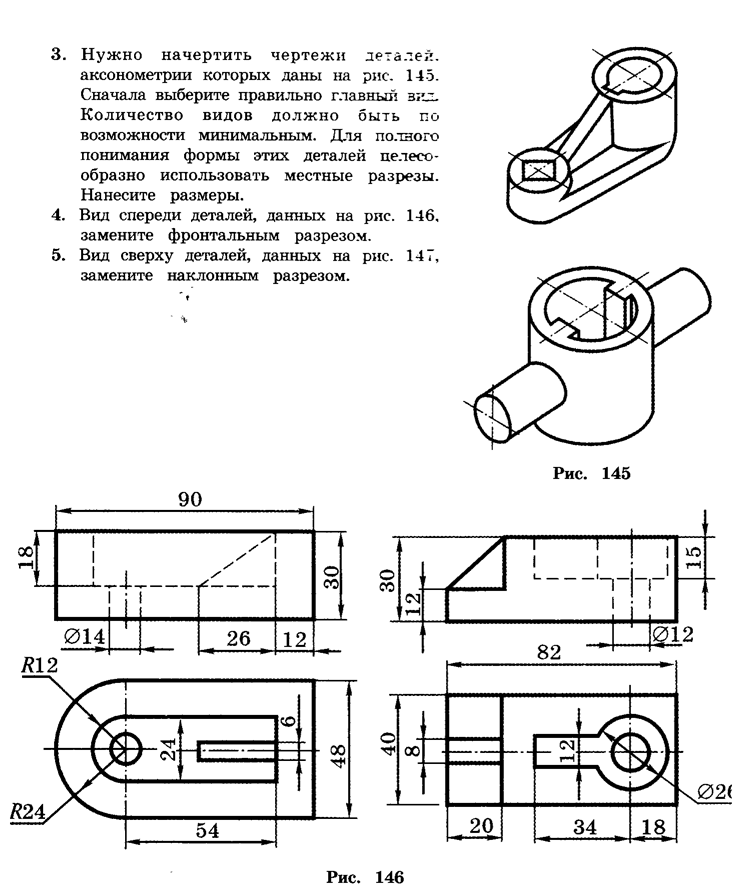 3. Нужно начертить чертежи деталей,
аксонометрии которых даны на рис. 145.
Сначала выберите правильно главный вид.
Количество видов должно быть по
возможности минимальным. Для полного
понимания формы этих деталей целесо-
образно использовать местные разрезы.
Нанесите размеры.
4. Вид спереди деталей, данных на рис. 146,
замените фронтальным разрезом.
5. Вид сверху деталей, данных на рис. 147,
замените наклонным разрезом.
Рис. 145
90
18
30
Ø14
26
12
R12
6
24
48
R24
54
30
12
15
Ø12
82
40
8
12
Ø26
20
34
18
Рис. 146